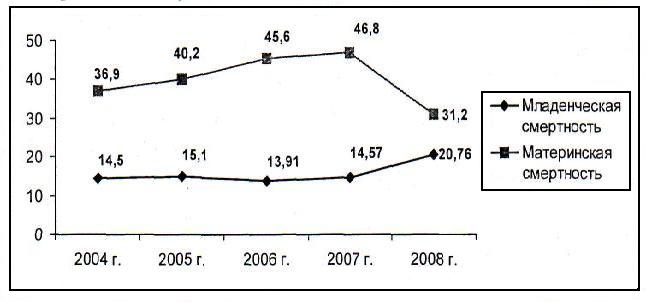 50
40
30
20
10
0
36,9
40,2
45,6
46,8
31,2
14,5
15,1
13,91
14,57
20,76
2004 г.
2005 г.
2006 г.
2007 г.
2008 г.
Младенческая
смертность
Материнская
смертность